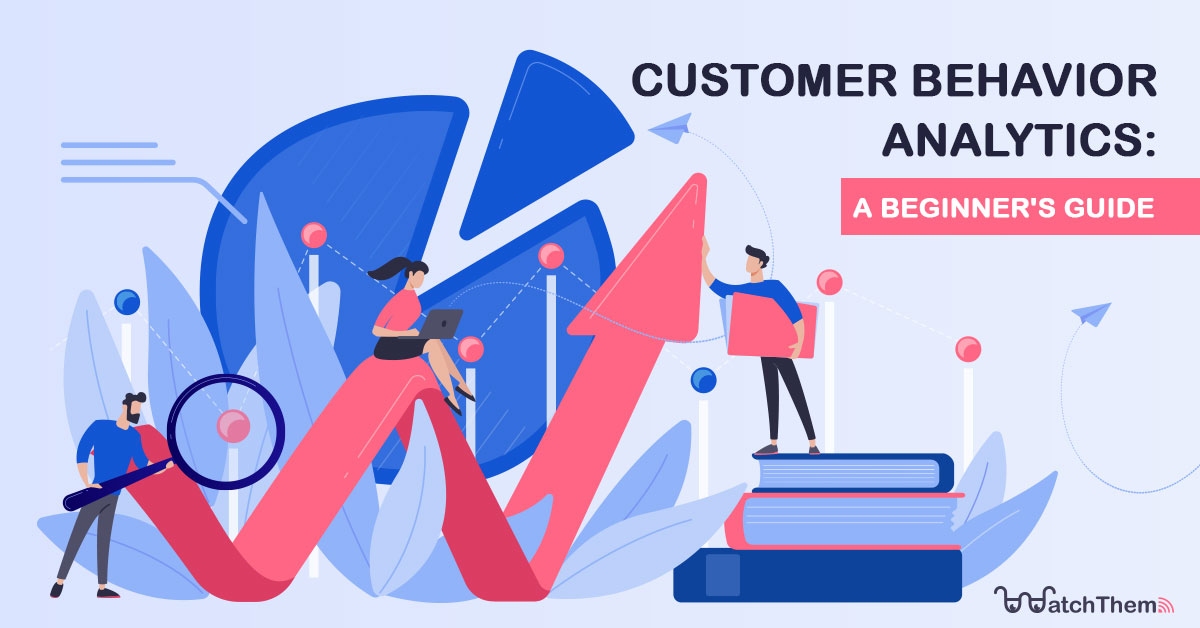 CUSTOMER BEHAVIOR
ANALYTICS:
A BEGINNER'S GUIDE
WatchThem